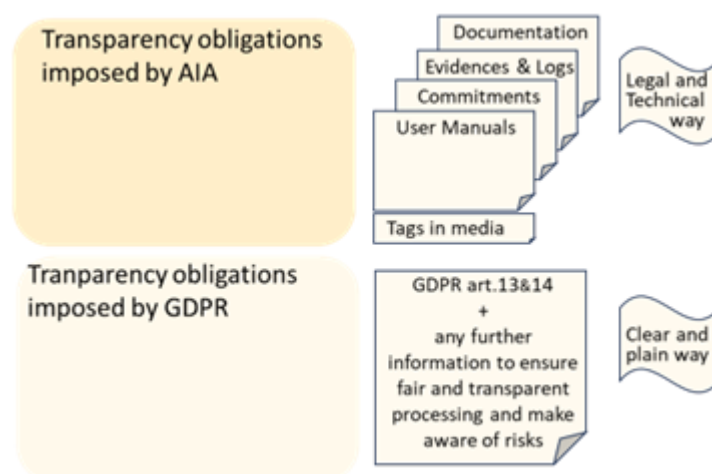 Transparency obligations
imposed by AIA
Documentation
Evidences & Logs
Commitments
User Manuals
Tags in media
Legal and
Technical
way
Tranparency obligations
imposed by GDPR
GDPR art.13&14
+
any further
information to ensure
fair and transparent
processing and make
aware of risks
Clear and
plain way